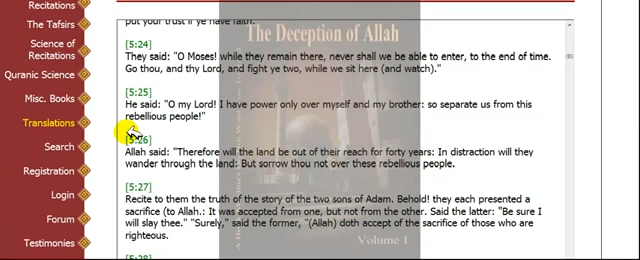 Recitations
The Tafsirs
Science of
Recitations
Quranic Science
Misc. Books
Translations
Search
Registration
Login
Forum
Testimonies
put your trust if ye have faith.
The Deception of Allah
[5:24]
They said: "O Moses! while they remain there, never shall we be able to enter, to the end of time.
Go thou, and thy Lord, and fight ye two, while we sit here (and watch)."
[5:25]
He said: "O my Lord! I have power only over myself and my brother: so separate us from this
rebellious people!"
[5:26]
Allah said: "Therefore will the land be out of their reach for forty years: In distraction will they
wander through the land: But sorrow thou not over these rebellious people.
[5:27]
Recite to them the truth of the story of the two sons of Adam. Behold! they each presented a
sacrifice (to Allah.: It was accepted from one, but not from the other. Said the latter: "Be sure I
will slay thee." "Surely," said the former, "(Allah) doth accept of the sacrifice of those who are
righteous.
Volume I
[5:28]